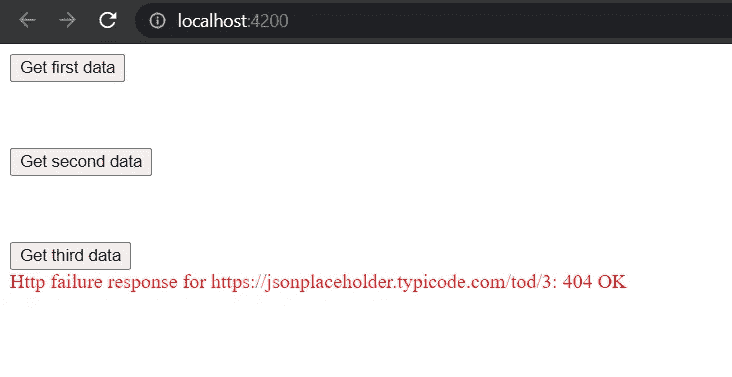 localhost:4200
Get first data
Get second data
Get third data
Http failure response for https://jsonplaceholder.typicode.com/tod/3: 404 OK